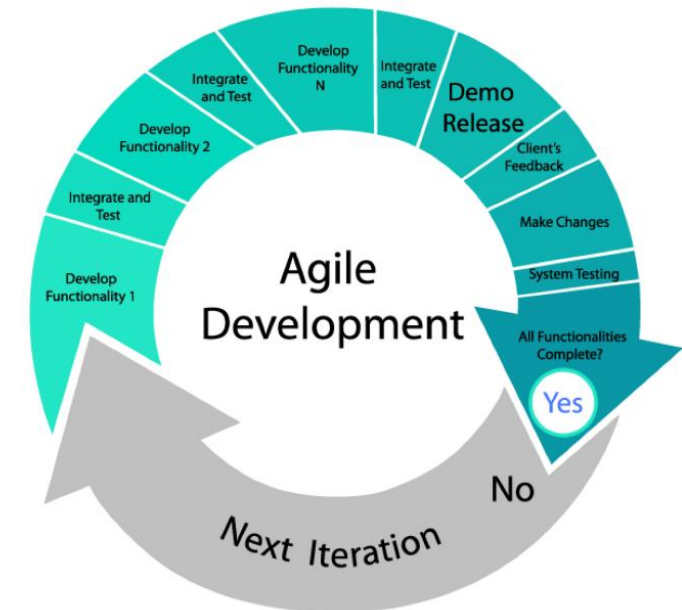 Develop
Functionality 1
Integrate and
Test
Develop
Functionality 2
Integrate
and Test
Develop
Functionality
N
Integrate
and Test
Demo
Release
Client's
Feedback
Make Changes
System Testing
All Functionalities
Complete?
Yes
No
Next Iteration
Agile
Development